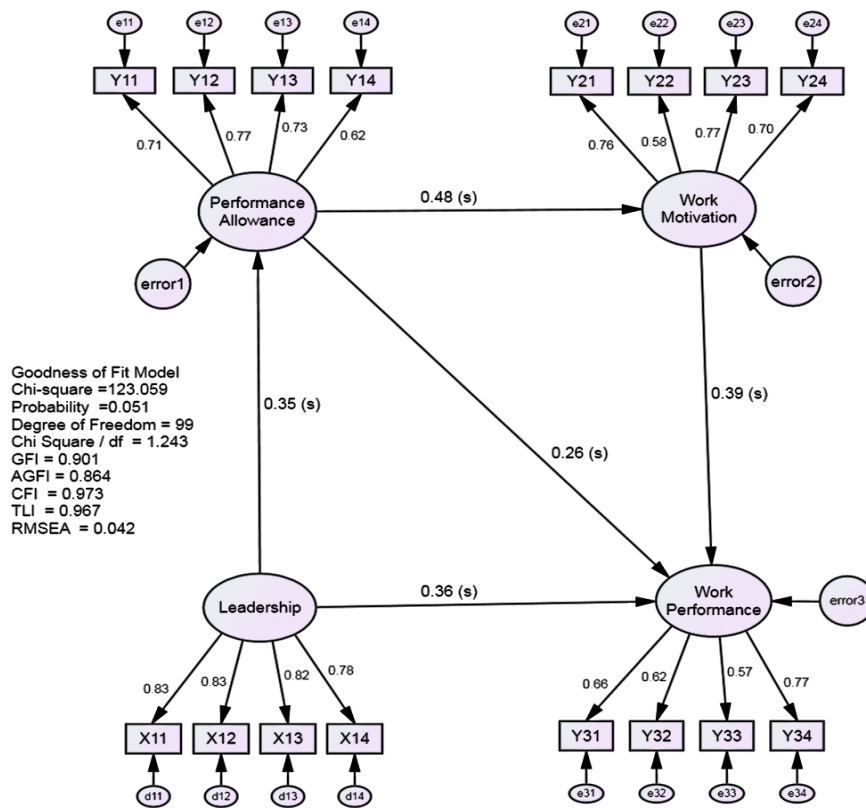 e11 e12 e13 e14 e21 e22 e23 e24
Y11 Y12 Y13 Y14 Y21 Y22 Y23 Y24
0.71 0.77 0.73 0.62 0.76 0.58 0.77 0.70
Performance
Allowance
0.48 (s)
Work
Motivation
error1
error2
Goodness of Fit Model
Chi-square =123.059
Probability =0.051
Degree of Freedom = 99
Chi Square / df = 1.243
GFI = 0.901
AGFI = 0.864
CFI = 0.973
TLI = 0.967
RMSEA = 0.042
0.35 (s)
0.39 (s)
0.26 (s)
Leadership
0.36 (s)
Work
Performance
error3
0.83 0.83 0.82 0.78 0.66 0.62 0.57 0.77
X11 X12 X13 X14 Y31 Y32 Y33 Y34
d11 d12 d13 d14 e31 e32 e33 e34